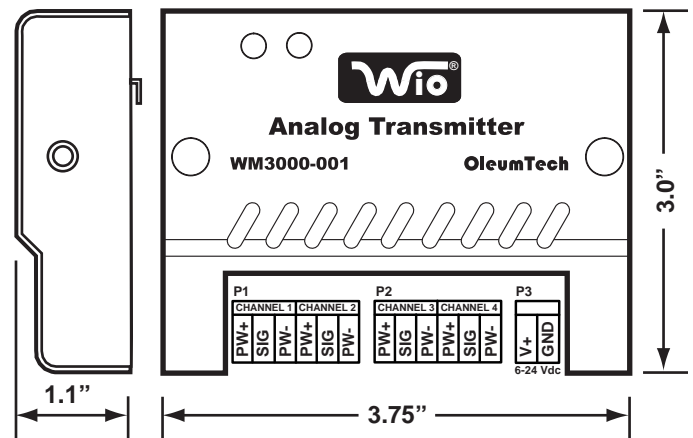 Wio®
Analog Transmitter
WM3000-001 OleumTech
P1 P2 P3
CHANNEL 1 CHANNEL 2 CHANNEL 3 CHANNEL 4
PW+ SIG PW- PW+ SIG PW- PW+ SIG PW- PW+ SIG PW- V+ GND
6-24 Vdc
3.0”
1.1”
3.75”